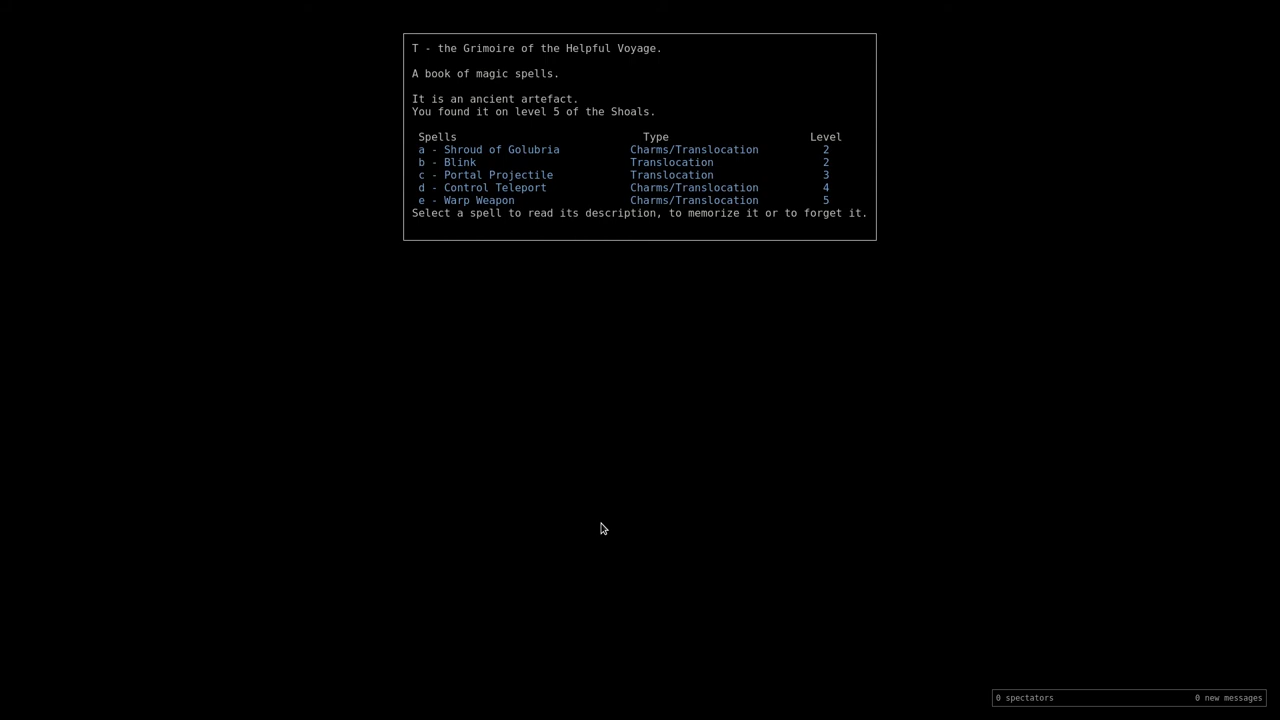 T - the Grimoire of the Helpful Voyage.
A book of magic spells.
It is an ancient artefact.
You found it on level 5 of the Shoals.
Spells Type Level
a - Shroud of Golubria Charms/Translocation 2
b - Blink Translocation 2
c - Portal Projectile Translocation 3
d - Control Teleport Charms/Translocation 4
e - Warp Weapon Charms/Translocation 5
Select a spell to read its description, to memorize it or to forget it.
0 spectators 0 new messages